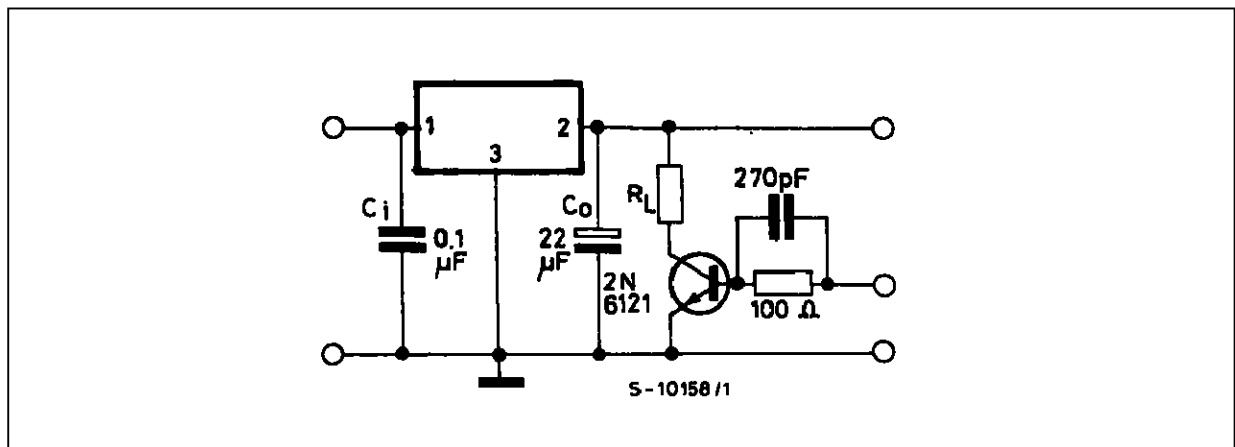 1
2
3
Ci
0.1
µF
Co
22
µF
RL
2N
6121
270pF
100 Ω
S-10158/1